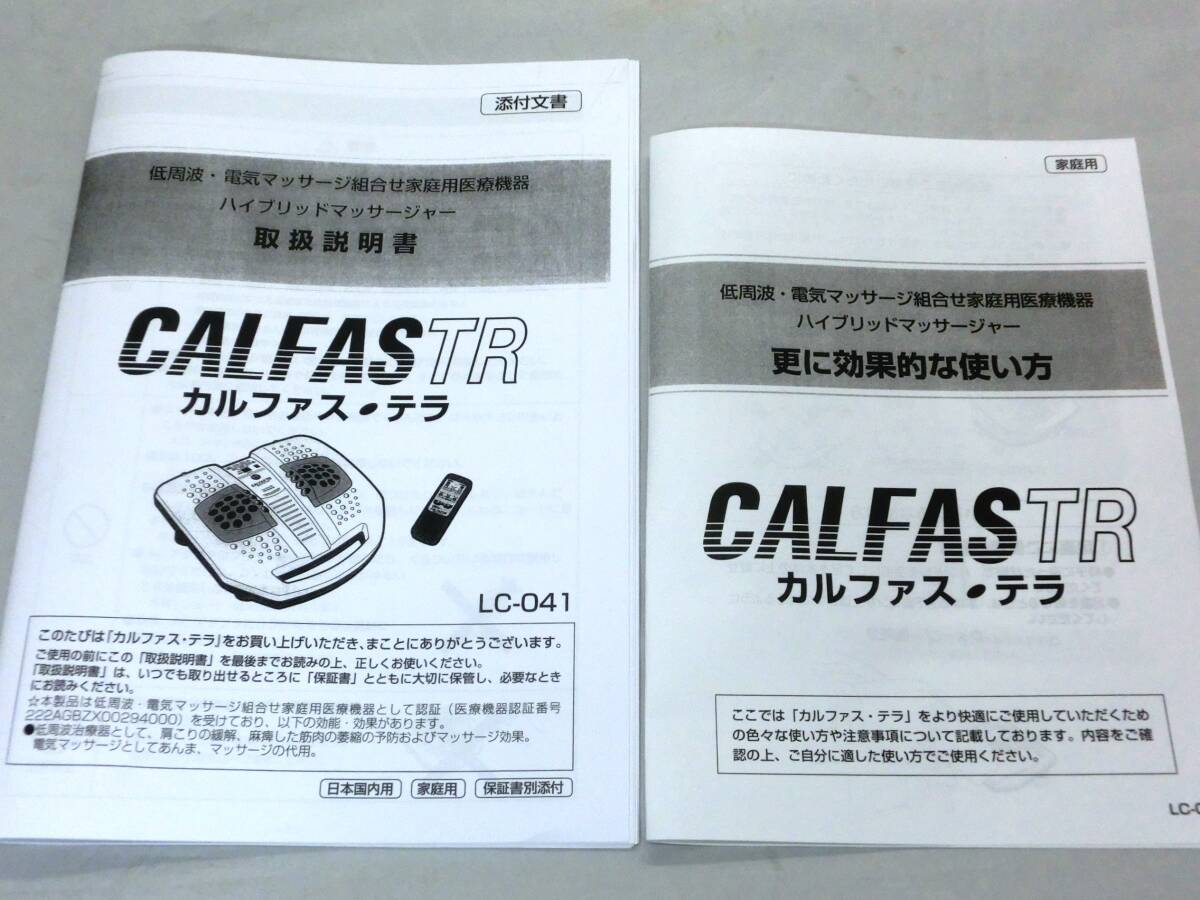 添付文書
低周波・電気マッサージ組合せ家庭用医療機器
ハイブリッドマッサージャー
取扱説明書
CALFASTR
カルファス・テラ
LC-041
このたびは「カルファス・テラ」をお買い上げいただき、まことにありがとうございます。
ご使用の前にこの「取扱説明書」を最後までお読みの上、正しくお使いください。
「取扱説明書」は、いつでも取り出せるところに「保証書」とともに大切に保管し、必要なとき
にお読みください。
☆本製品は低周波・電気マッサージ組合せ家庭用医療機器として認証（医療機器認証番号
222AGBZX00294000）を受けており、以下の効能・効果があります。
●低周波治療器として、肩こりの緩解、麻痺した筋肉の萎縮の予防およびマッサージ効果。
電気マッサージとしてあんま、マッサージの代用。
日本国内用
家庭用
保証書別添付
家庭用
低周波・電気マッサージ組合せ家庭用医療機器
ハイブリッドマッサージャー
更に効果的な使い方
CALFASTR
カルファス・テラ
ここでは「カルファス・テラ」をより快適にご使用していただくため
の色々な使い方や注意事項について記載しております。内容をご確
認の上、ご自分に適した使い方でご使用ください。